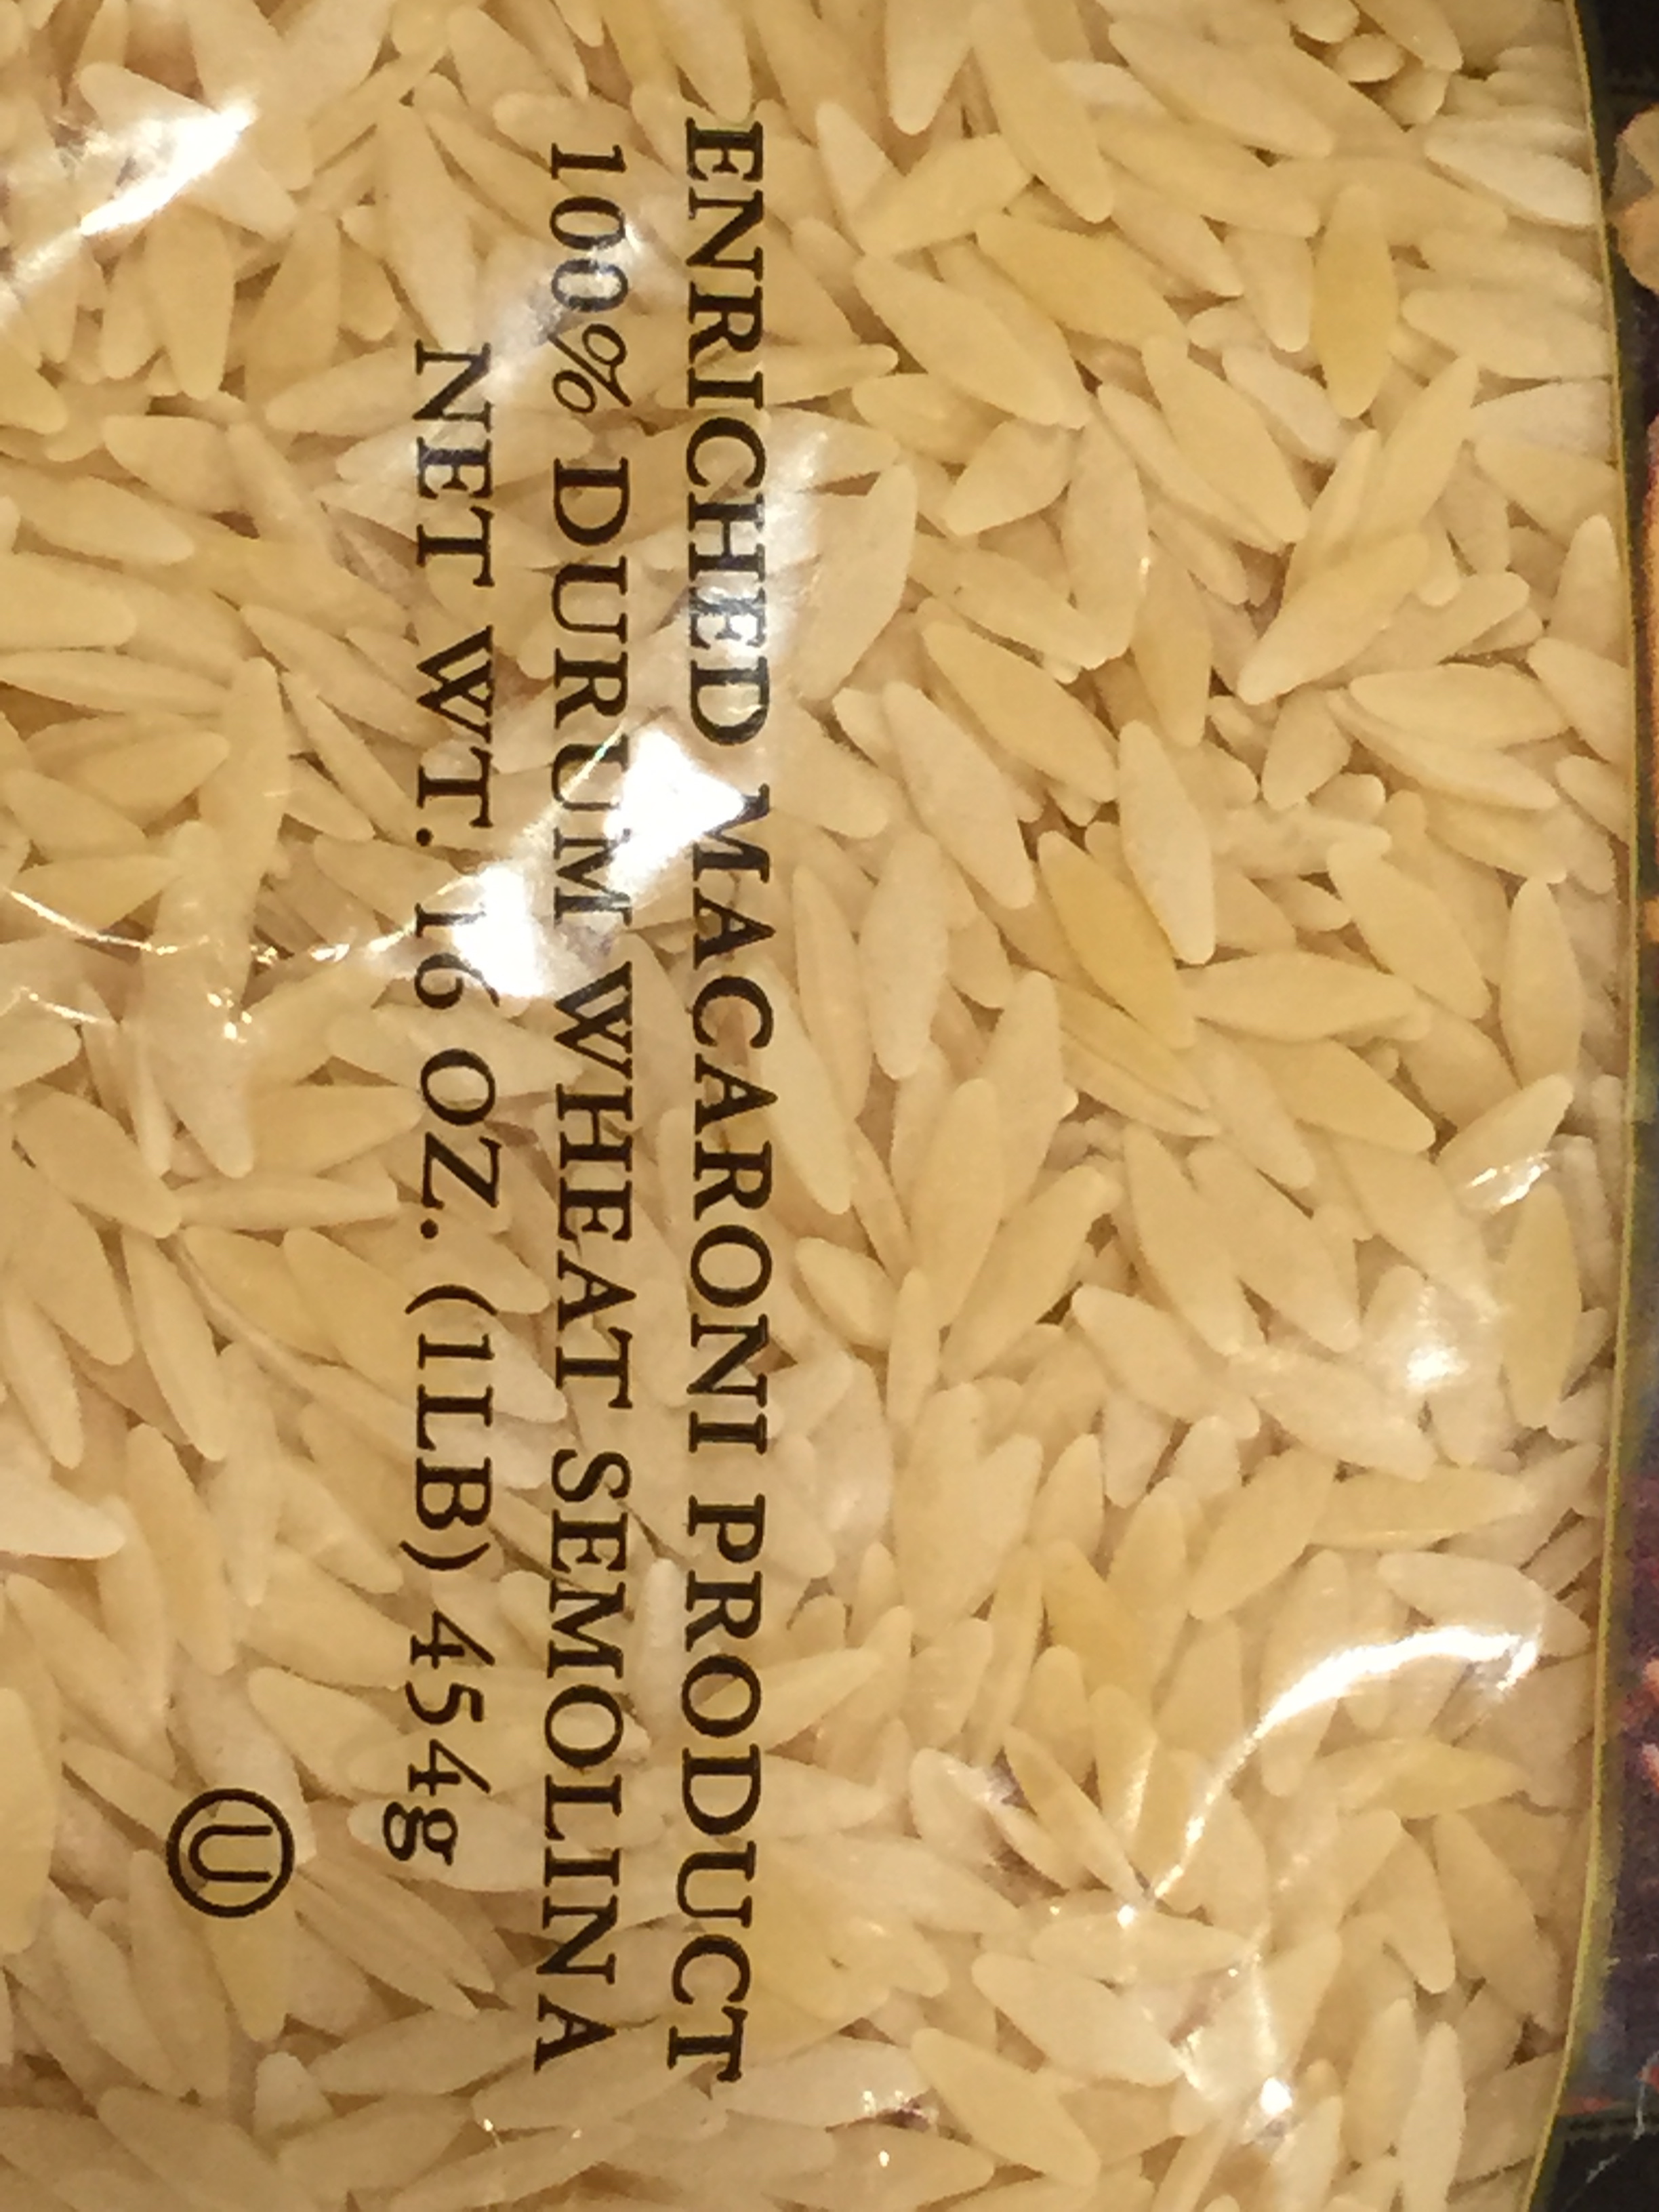 ENRICHED MACARONI PRODUCT
100% DURUM WHEAT SEMOLINA
NET WT. 16 OZ. (1LB) 454g
U